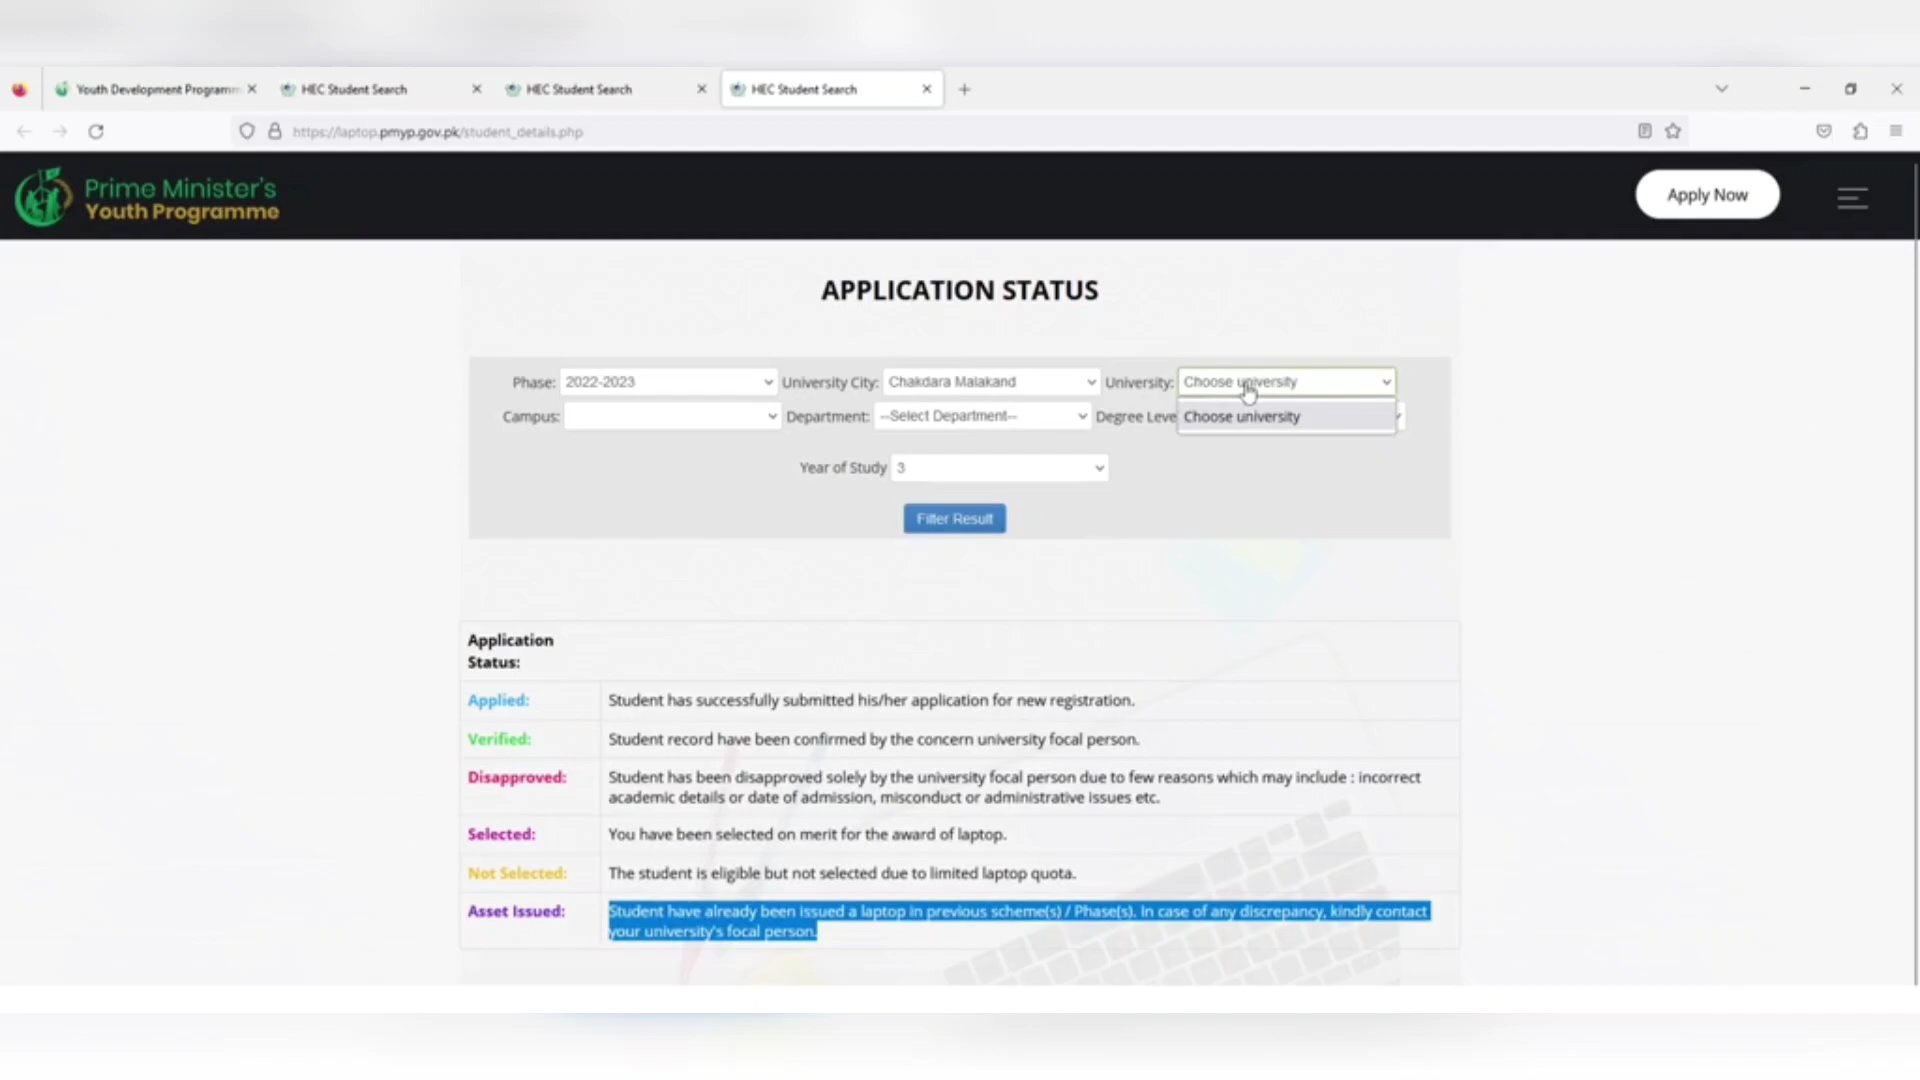 Youth Development Programm
HEC Student Search
HEC Student Search
HEC Student Search
https://laptop.pmyp.gov.pk/student_details.php
Prime Minister's
Youth Programme
Apply Now
APPLICATION STATUS
Phase: 2022-2023 University City: Chakdara Malakand University: Choose university
Campus: Department: --Select Department-- Degree Leve Choose university
Year of Study 3
Filter Result
Application
Status:
Applied: Student has successfully submitted his/her application for new registration.
Verified: Student record have been confirmed by the concern university focal person.
Disapproved: Student has been disapproved solely by the university focal person due to few reasons which may include : incorrect
academic details or date of admission, misconduct or administrative issues etc.
Selected: You have been selected on merit for the award of laptop.
Not Selected: The student is eligible but not selected due to limited laptop quota.
Asset Issued: Student have already been issued a laptop in previous scheme(s) / Phase(s). In case of any discrepancy, kindly contact
your university's focal person.